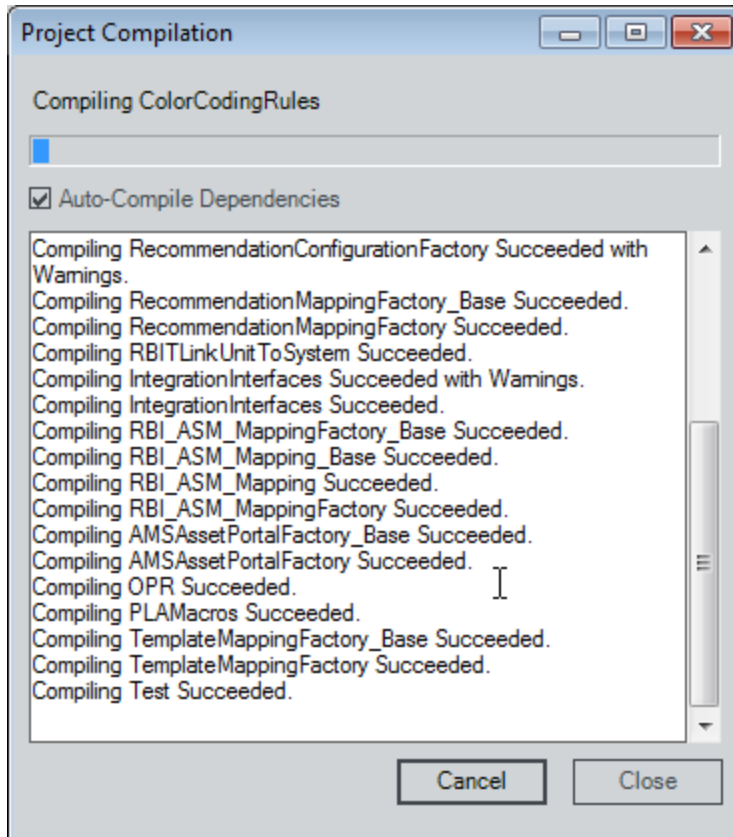 Project Compilation
Compiling ColorCodingRules
Auto-Compile Dependencies
Compiling RecommendationConfigurationFactory Succeeded with
Warnings.
Compiling RecommendationMappingFactory_Base Succeeded.
Compiling RecommendationMappingFactory Succeeded.
Compiling RBITLinkUnitToSystem Succeeded.
Compiling IntegrationInterfaces Succeeded with Warnings.
Compiling IntegrationInterfaces Succeeded.
Compiling RBI_ASM_MappingFactory_Base Succeeded.
Compiling RBI_ASM_Mapping_Base Succeeded.
Compiling RBI_ASM_Mapping Succeeded.
Compiling RBI_ASM_MappingFactory Succeeded.
Compiling AMSAssetPortalFactory_Base Succeeded.
Compiling AMSAssetPortalFactory Succeeded.
Compiling OPR Succeeded.
Compiling PLAMacros Succeeded.
Compiling TemplateMappingFactory_Base Succeeded.
Compiling TemplateMappingFactory Succeeded.
Compiling Test Succeeded.
Cancel Close